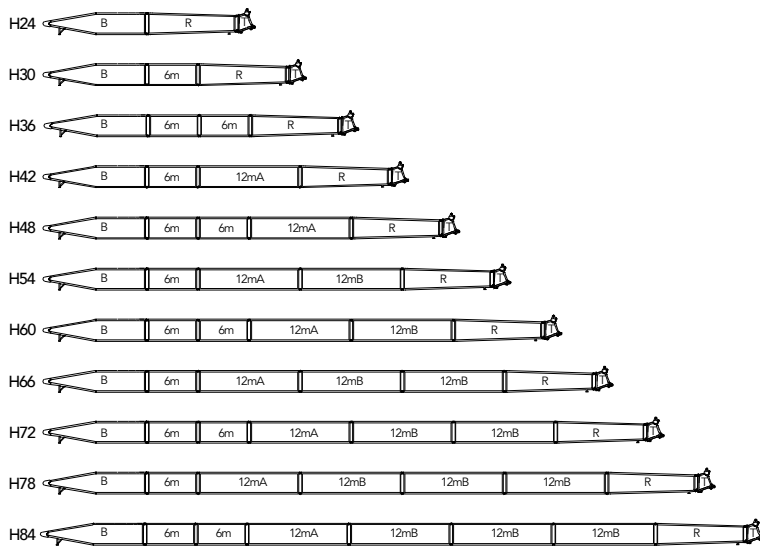 H24 B R T
H30 B 6m R T
H36 B 6m 6m R T
H42 B 6m 12mA R T
H48 B 6m 6m 12mA R T
H54 B 6m 12mA 12mB R T
H60 B 6m 6m 12mA 12mB R T
H66 B 6m 12mA 12mB 12mB R T
H72 B 6m 6m 12mA 12mB 12mB R T
H78 B 6m 12mA 12mB 12mB 12mB R T
H84 B 6m 6m 12mA 12mB 12mB 12mB R T